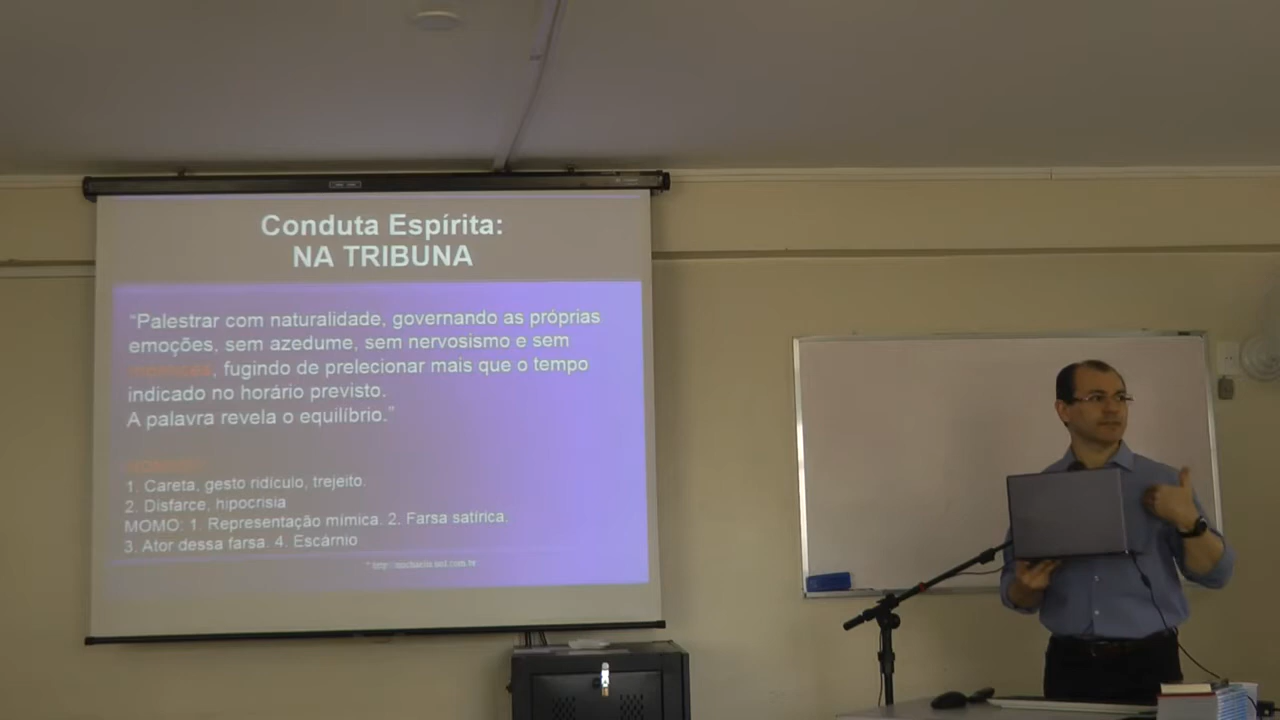 Conduta Espírita:
NA TRIBUNA
“Palestrar com naturalidade, governando as próprias
emoções, sem azedume, sem nervosismo e sem
momices, fugindo de prelecionar mais que o tempo
indicado no horário previsto.
A palavra revela o equilíbrio.”
1. Careta, gesto ridículo, trejeito.
2. Disfarce, hipocrisia
MOMO: 1. Representação mímica. 2. Farsa satírica.
3. Ator dessa farsa. 4. Escárnio